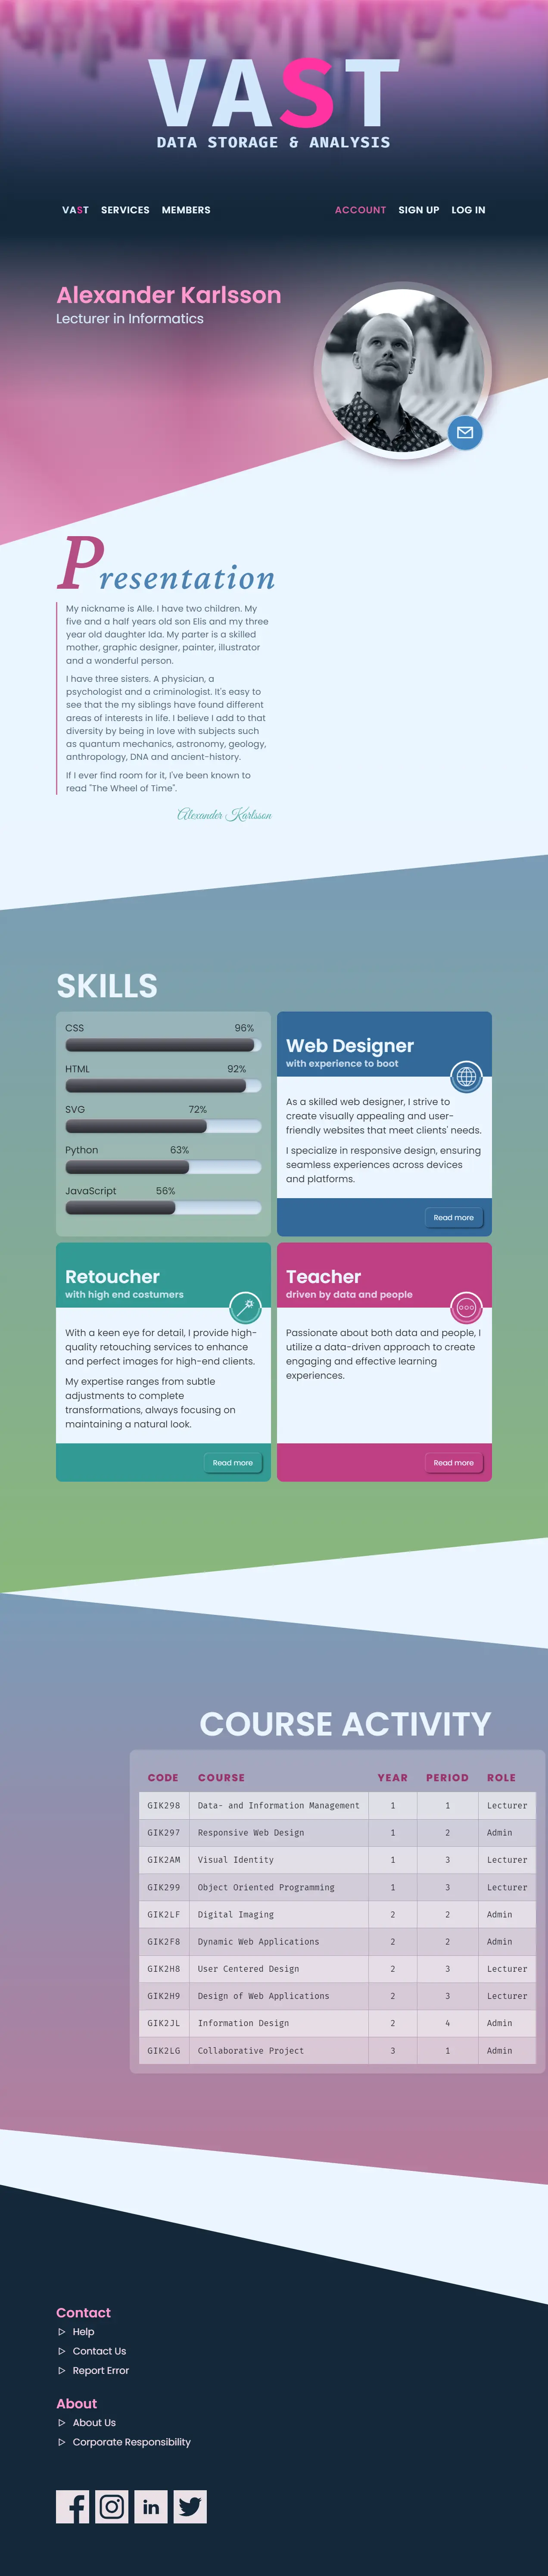 VAST
DATA STORAGE & ANALYSIS
VAST SERVICES MEMBERS ACCOUNT SIGN UP LOG IN
Alexander Karlsson
Lecturer in Informatics
Presentation
My nickname is Alle. I have two children. My
five and a half years old son Elis and my three
year old daughter Ida. My parter is a skilled
mother, graphic designer, painter, illustrator
and a wonderful person.
I have three sisters. A physician, a
psychologist and a criminologist. It's easy to
see that the my siblings have found different
areas of interests in life. I believe I add to that
diversity by being in love with subjects such
as quantum mechanics, astronomy, geology,
anthropology, DNA and ancient-history.
If I ever find room for it, I've been known to
read "The Wheel of Time".
Alexander Karlsson
SKILLS
CSS 96%
HTML 92%
SVG 72%
Python 63%
JavaScript 56%
Web Designer
with experience to boot
As a skilled web designer, I strive to
create visually appealing and user-
friendly websites that meet clients' needs.
I specialize in responsive design, ensuring
seamless experiences across devices
and platforms.
Read more
Retoucher
with high end costumers
With a keen eye for detail, I provide high-
quality retouching services to enhance
and perfect images for high-end clients.
My expertise ranges from subtle
adjustments to complete
transformations, always focusing on
maintaining a natural look.
Read more
Teacher
driven by data and people
Passionate about both data and people, I
utilize a data-driven approach to create
engaging and effective learning
experiences.
Read more
COURSE ACTIVITY
CODE COURSE YEAR PERIOD ROLE
GIK298 Data- and Information Management 1 1 Lecturer
GIK297 Responsive Web Design 1 2 Admin
GIK2AM Visual Identity 1 3 Lecturer
GIK299 Object Oriented Programming 1 3 Lecturer
GIK2LF Digital Imaging 2 2 Admin
GIK2F8 Dynamic Web Applications 2 2 Admin
GIK2H8 User Centered Design 2 3 Lecturer
GIK2H9 Design of Web Applications 2 3 Lecturer
GIK2JL Information Design 2 4 Admin
GIK2LG Collaborative Project 3 1 Admin
Contact
Help
Contact Us
Report Error
About
About Us
Corporate Responsibility
in